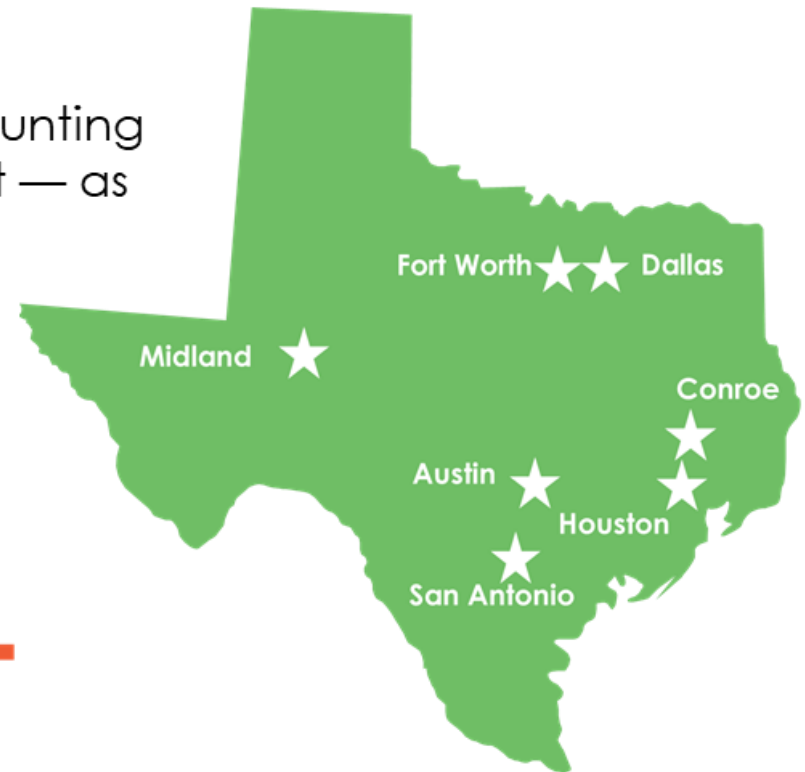 unting
t — as
Fort Worth
Dallas
Midland
Conroe
Austin
Houston
San Antonio